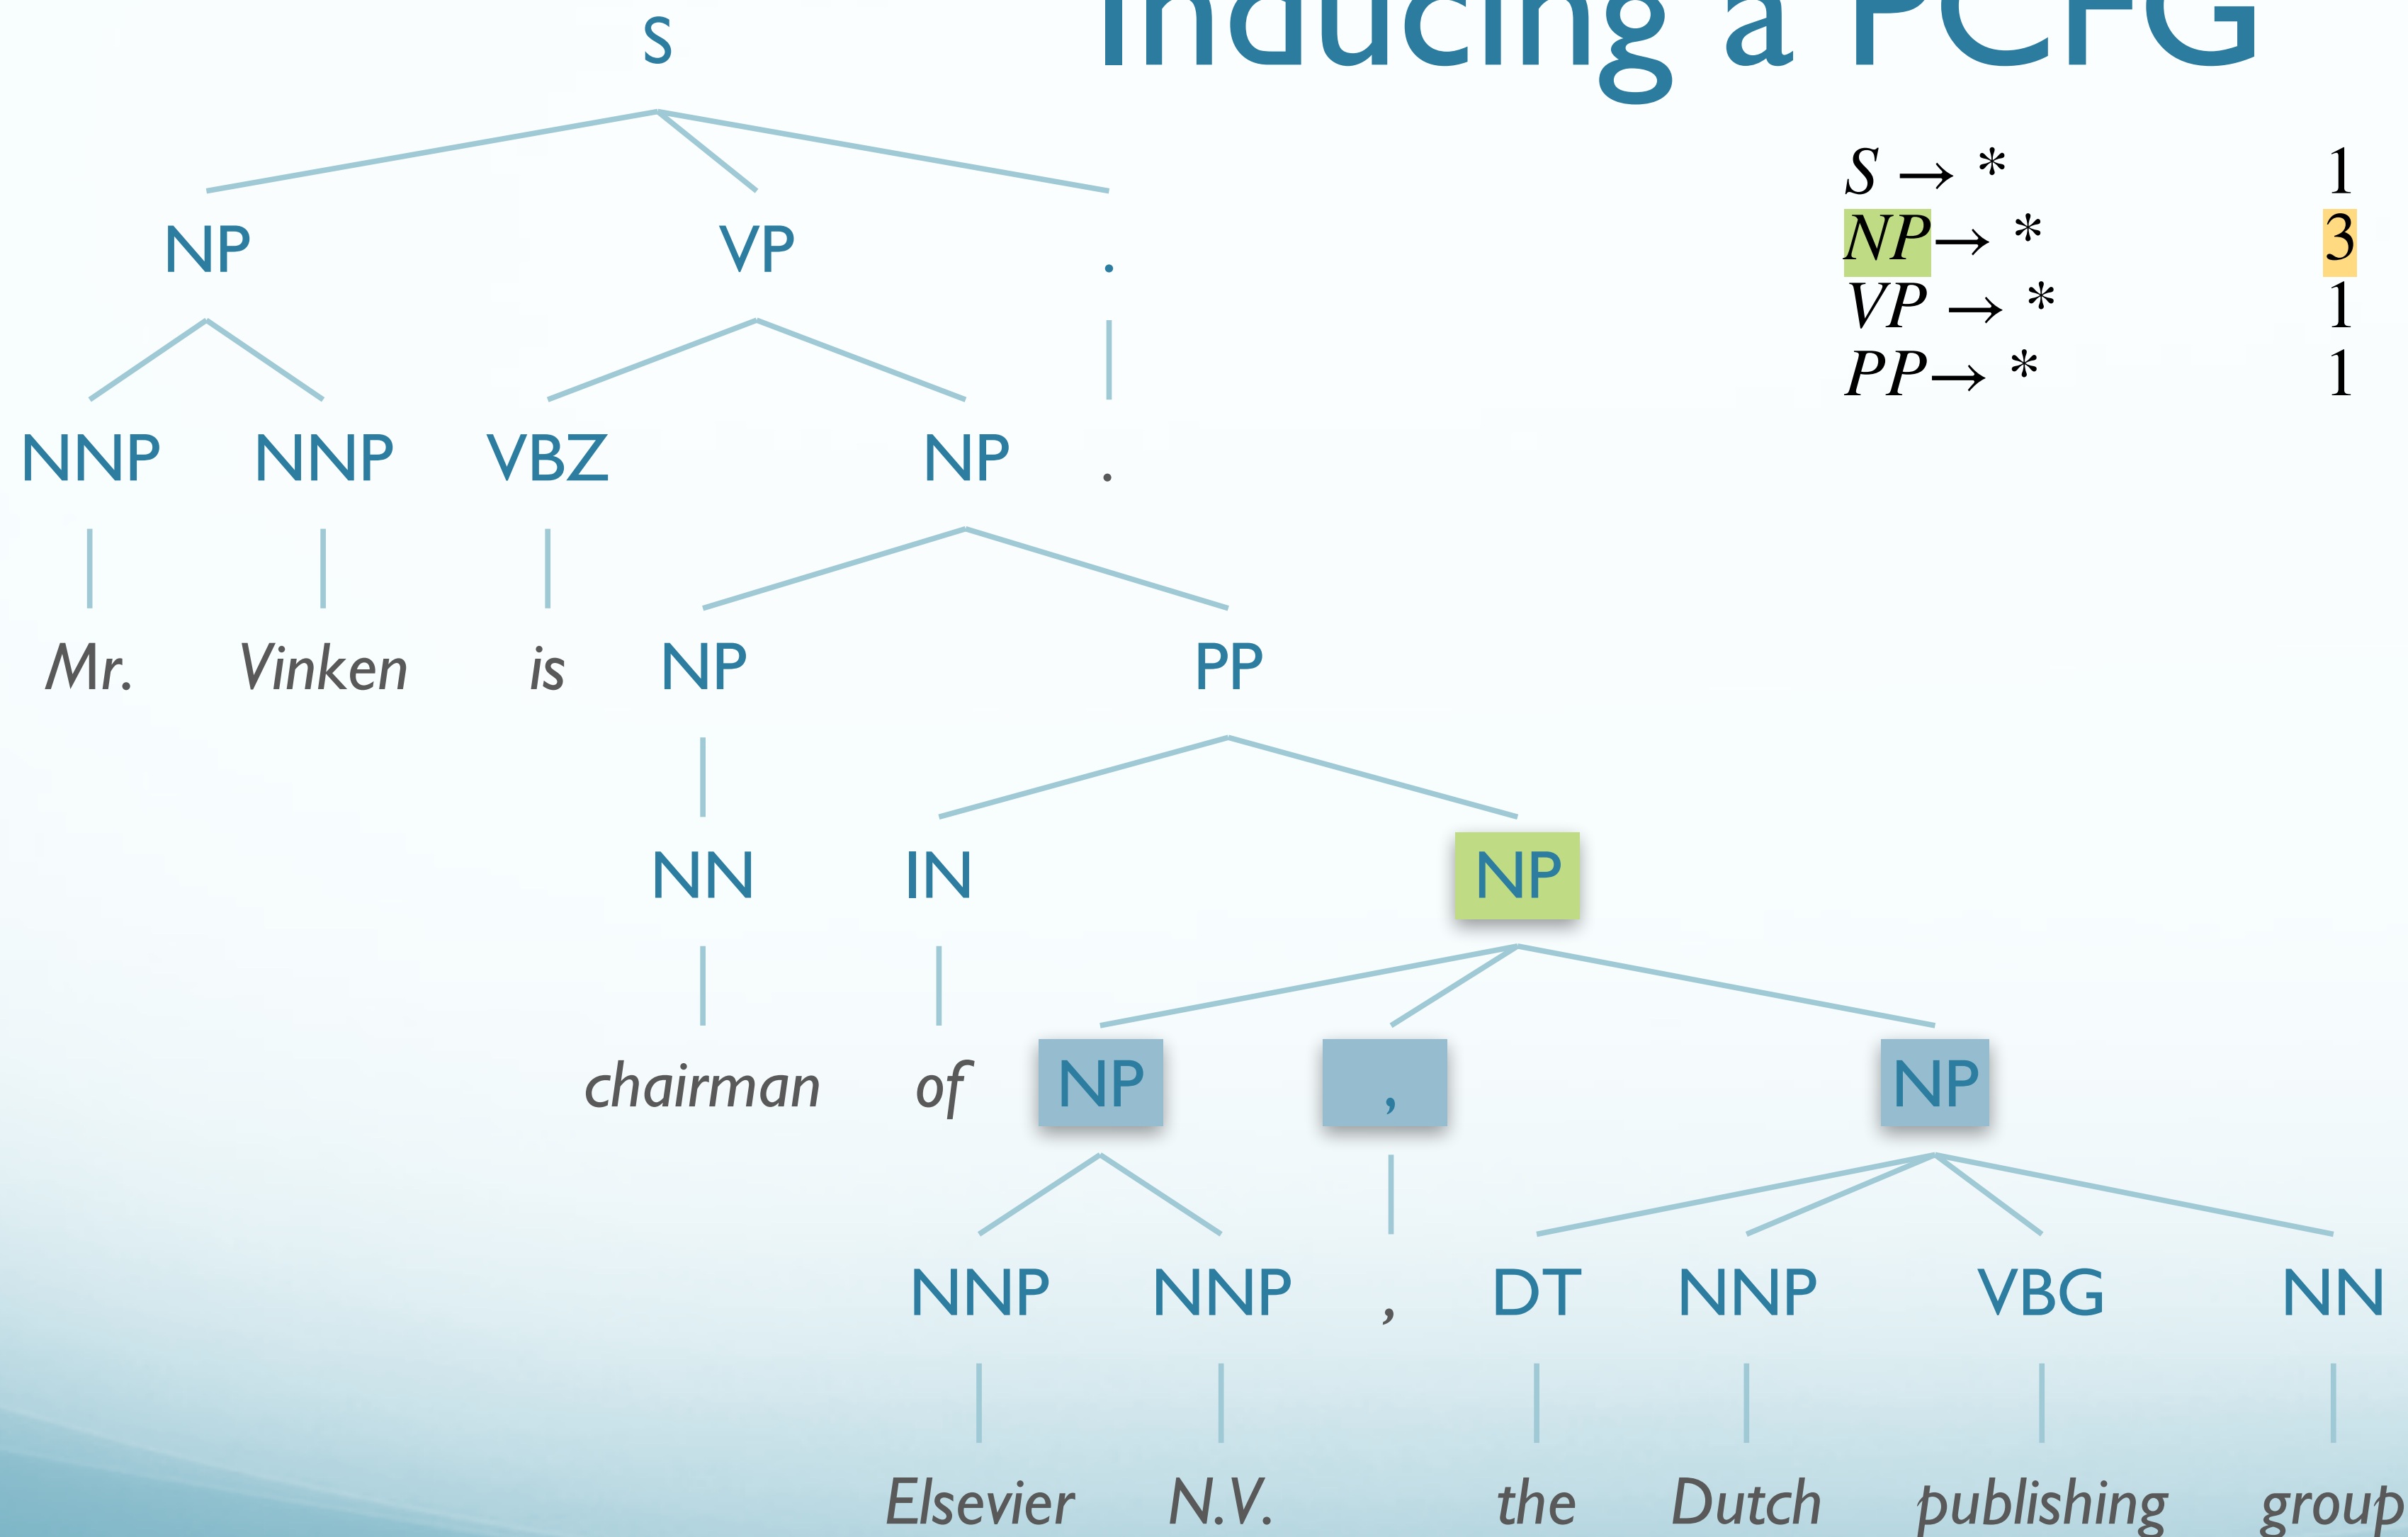 Inducing a PCFG
S
S → * 1
NP → * 3
VP → * 1
PP → * 1
NP VP .
NNP NNP VBZ NP .
Mr. Vinken is NP PP
NN IN NP
chairman of NP , NP
NNP NNP , DT NNP VBG NN
Elsevier N.V. the Dutch publishing group